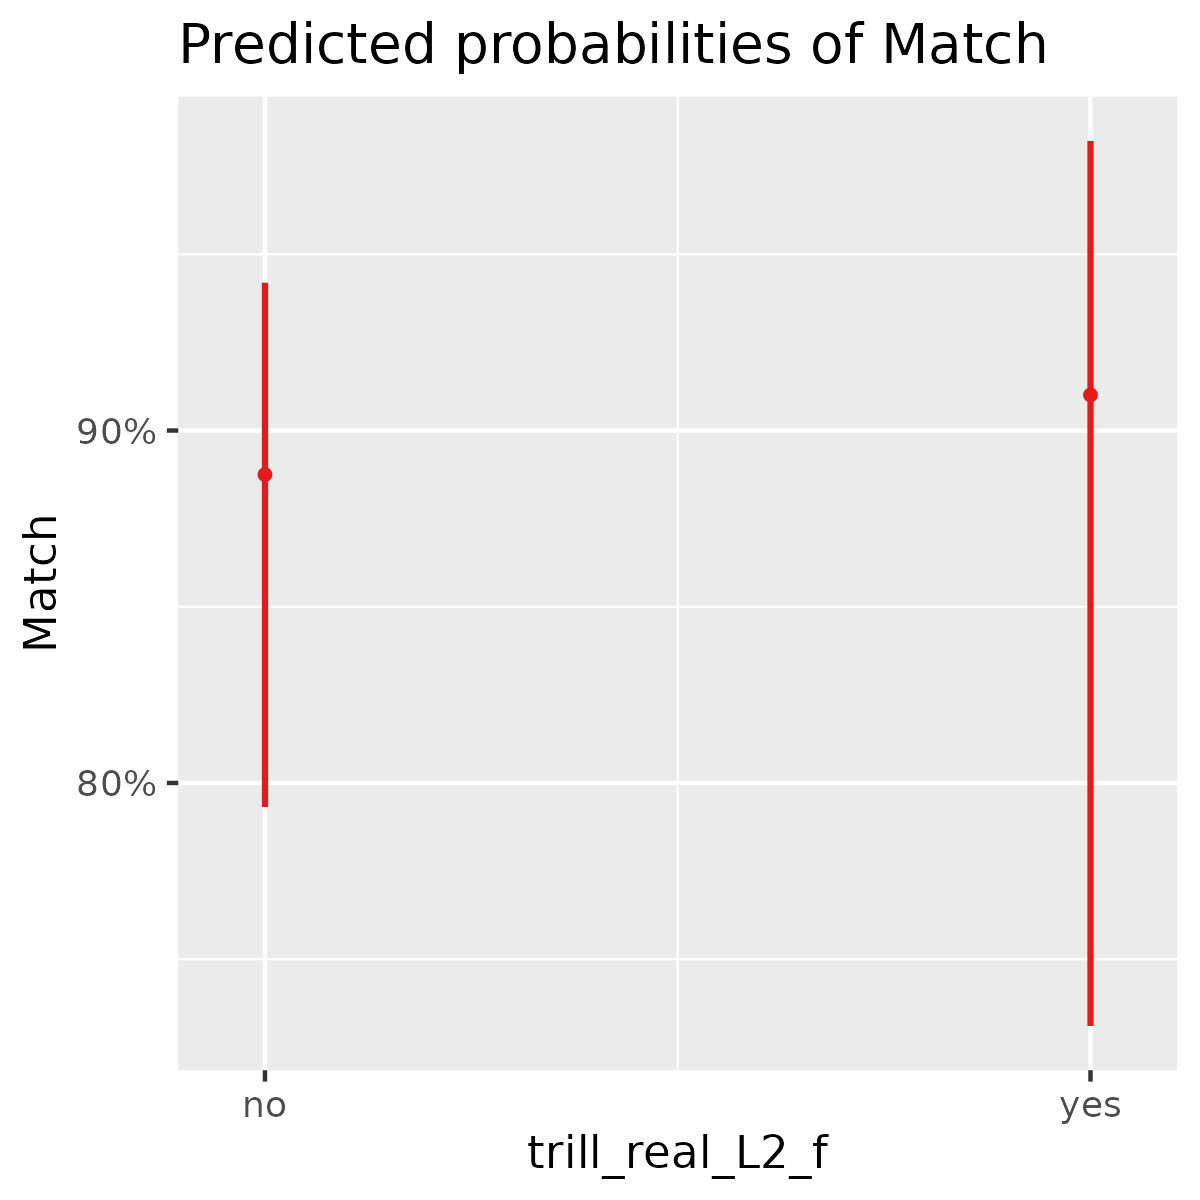 Predicted probabilities of Match
90%
80%
Match
no
yes
trill_real_L2_f